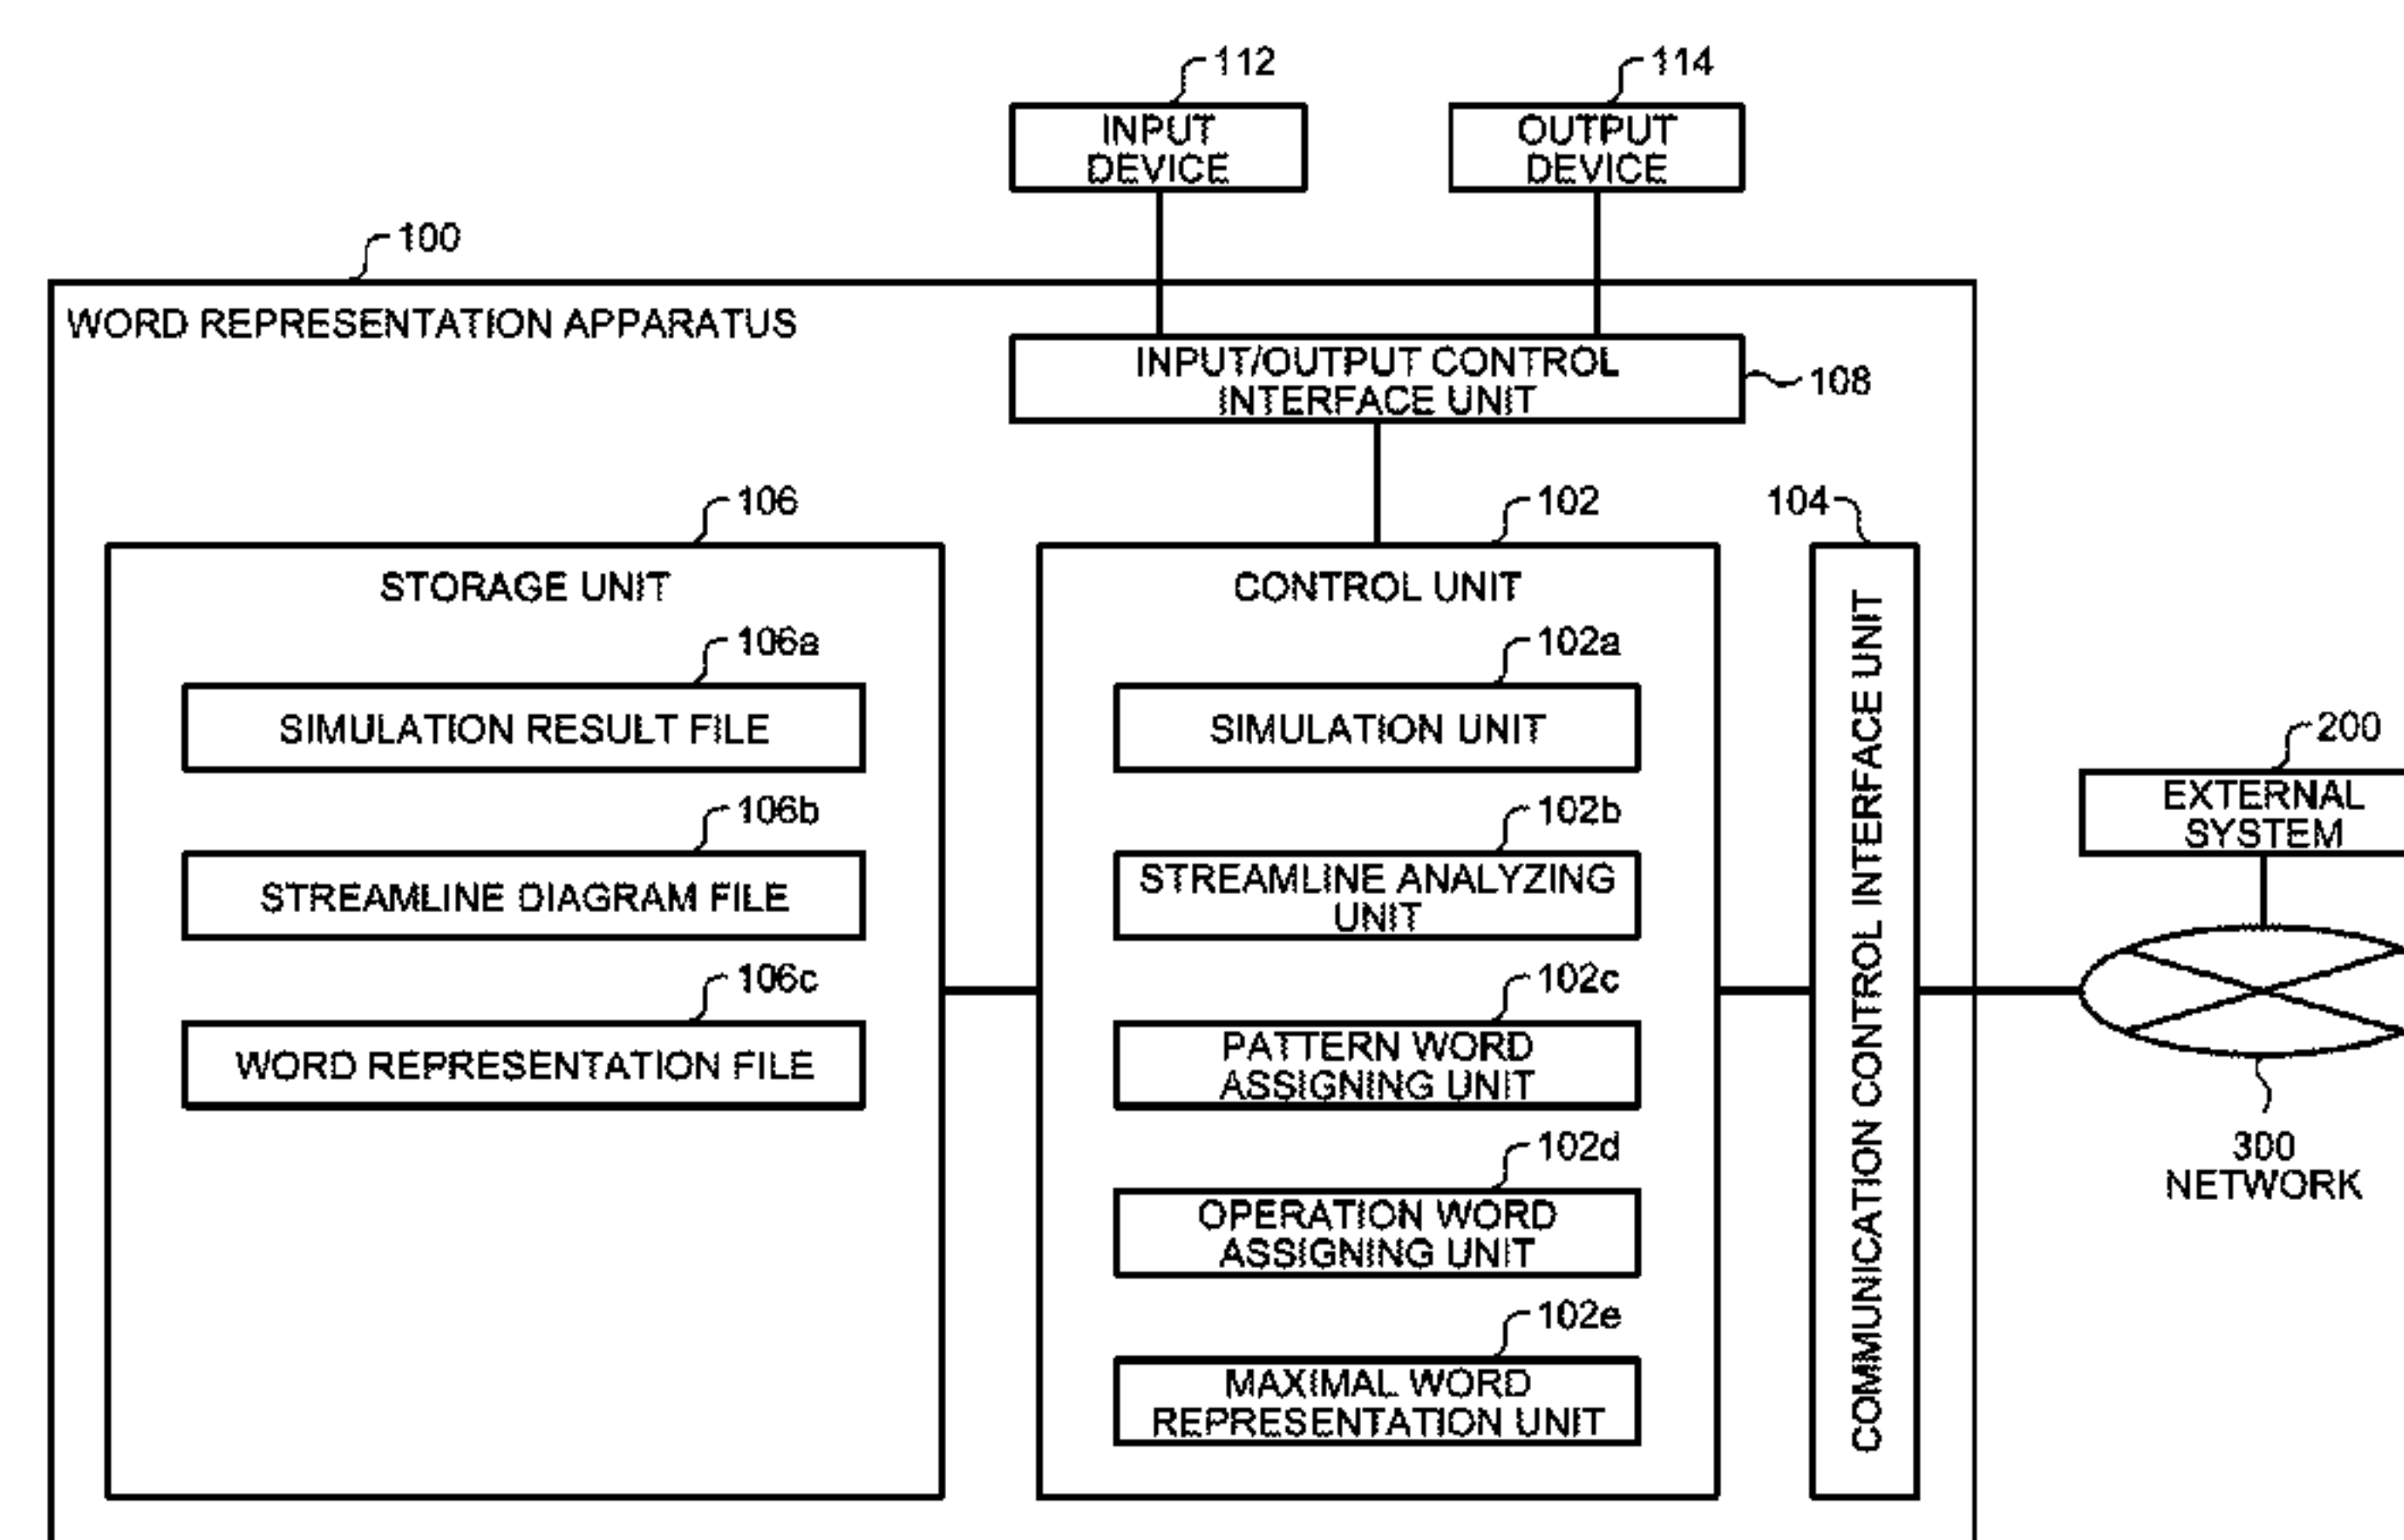 112
114
INPUT
DEVICE
OUTPUT
DEVICE
100
WORD REPRESENTATION APPARATUS
INPUT/OUTPUT CONTROL
INTERFACE UNIT
108
106
STORAGE UNIT
106a
SIMULATION RESULT FILE
106b
STREAMLINE DIAGRAM FILE
106c
WORD REPRESENTATION FILE
102
CONTROL UNIT
102a
SIMULATION UNIT
102b
STREAMLINE ANALYZING
UNIT
102c
PATTERN WORD
ASSIGNING UNIT
102d
OPERATION WORD
ASSIGNING UNIT
102e
MAXIMAL WORD
REPRESENTATION UNIT
104
COMMUNICATION CONTROL INTERFACE UNIT
200
EXTERNAL
SYSTEM
300
NETWORK